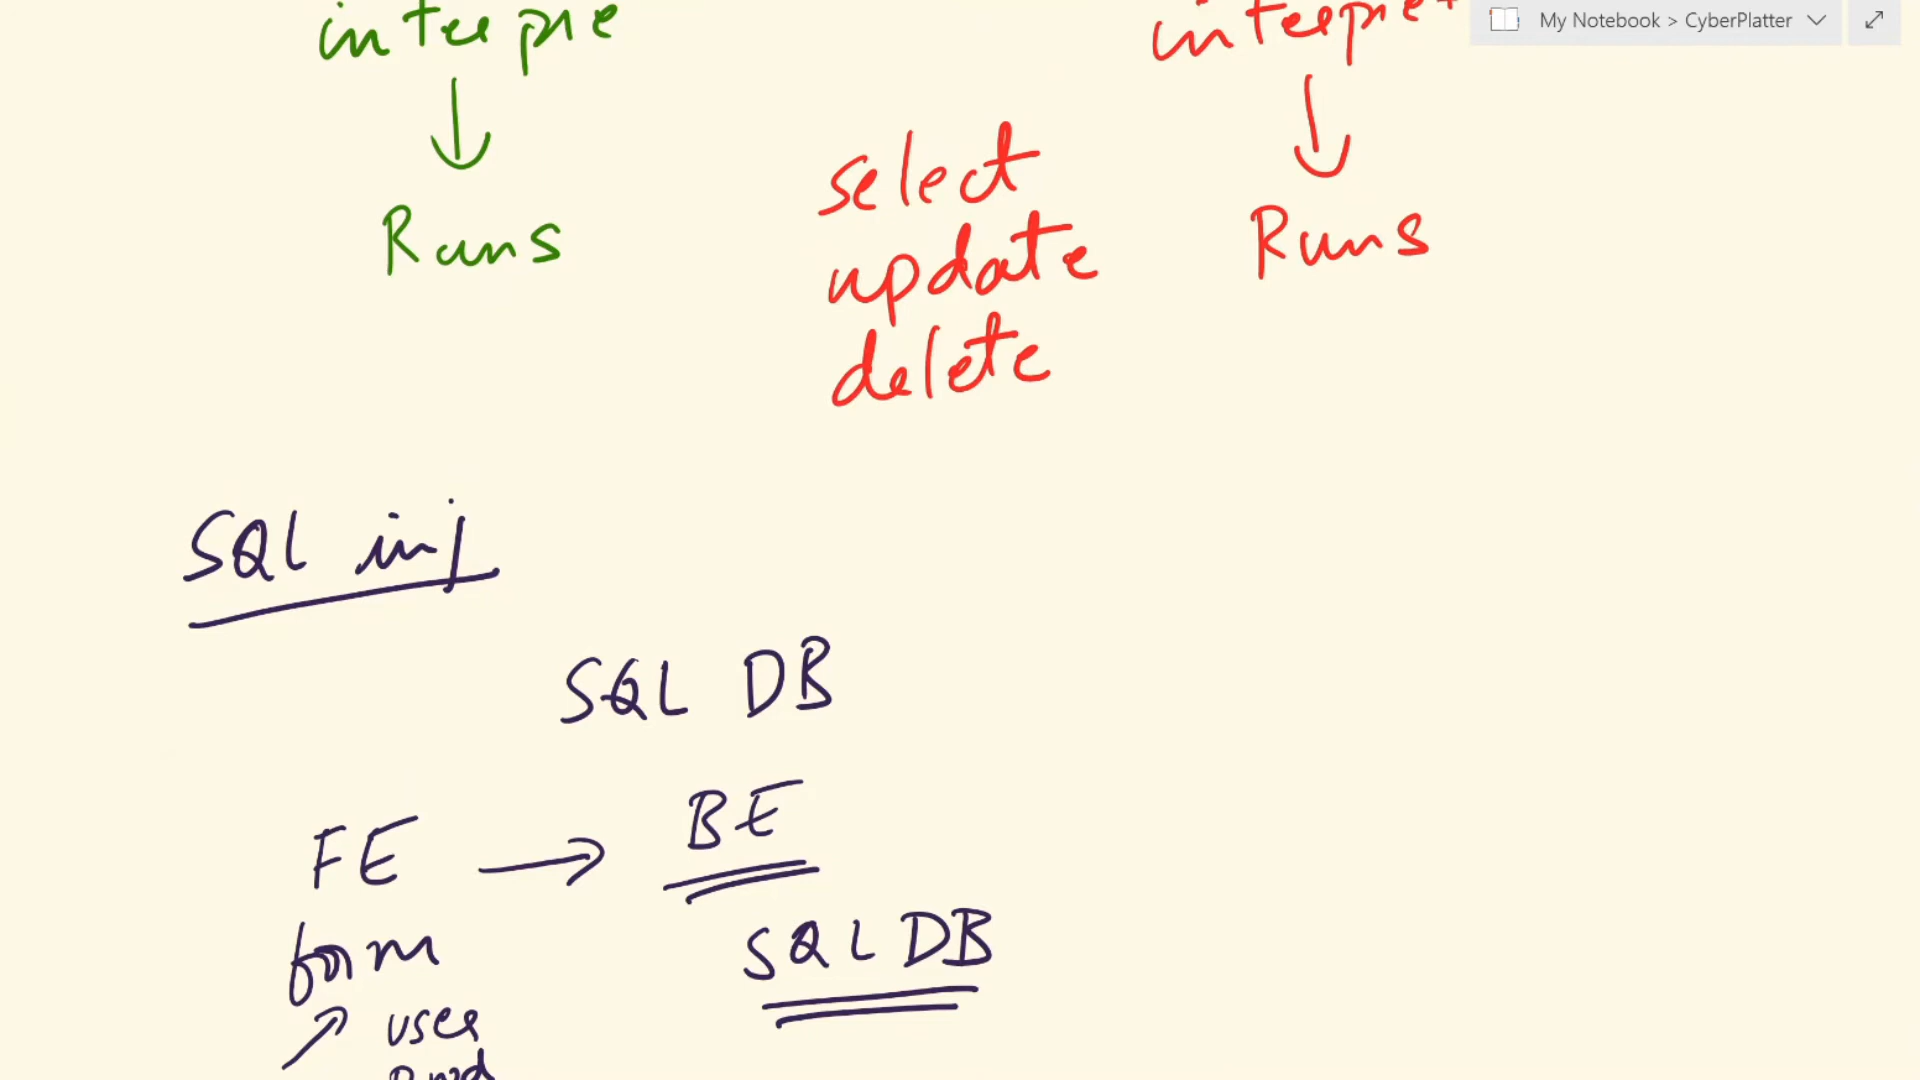 My Notebook > CyberPlatter
interpre
interpret
Runs
select
Runs
update
delete
SQL inj
SQL DB
FE → BE
form
SQL DB
user